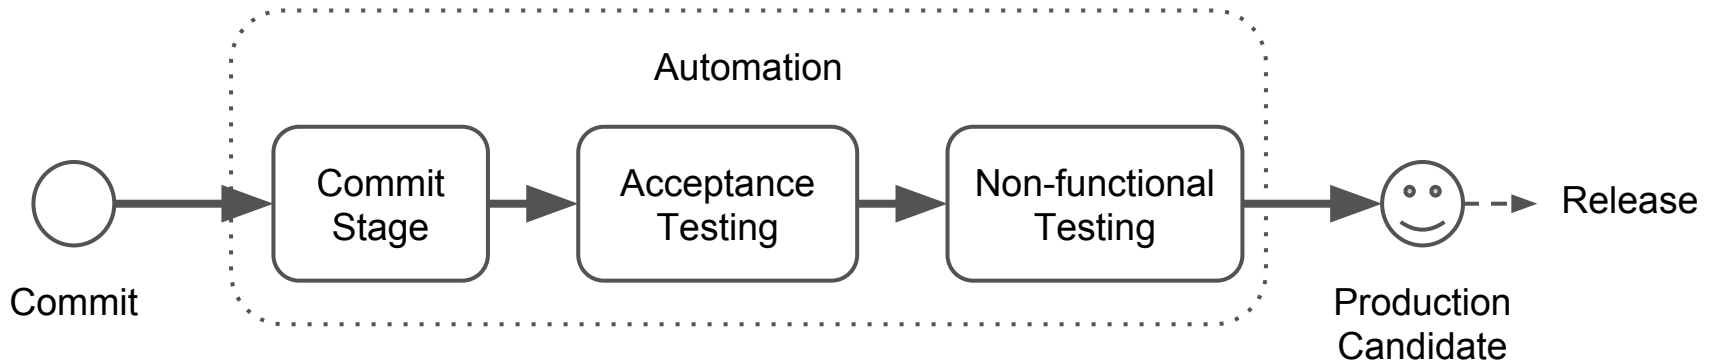 Automation
Commit
Stage
Acceptance
Testing
Non-functional
Testing
Release
Commit
Production
Candidate